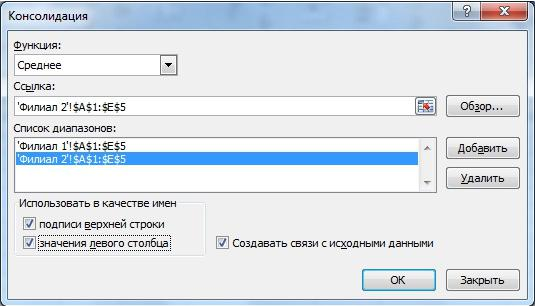 Консолидация
Функция:
Среднее
Ссылка:
'Филиал 2'!$A$1:$E$5
Обзор...
Список диапазонов:
'Филиал 1'!$A$1:$E$5
'Филиал 2'!$A$1:$E$5
Добавить
Удалить
Использовать в качестве имен
подписи верхней строки
значения левого столбца
Создавать связи с исходными данными
ОК
Закрыть